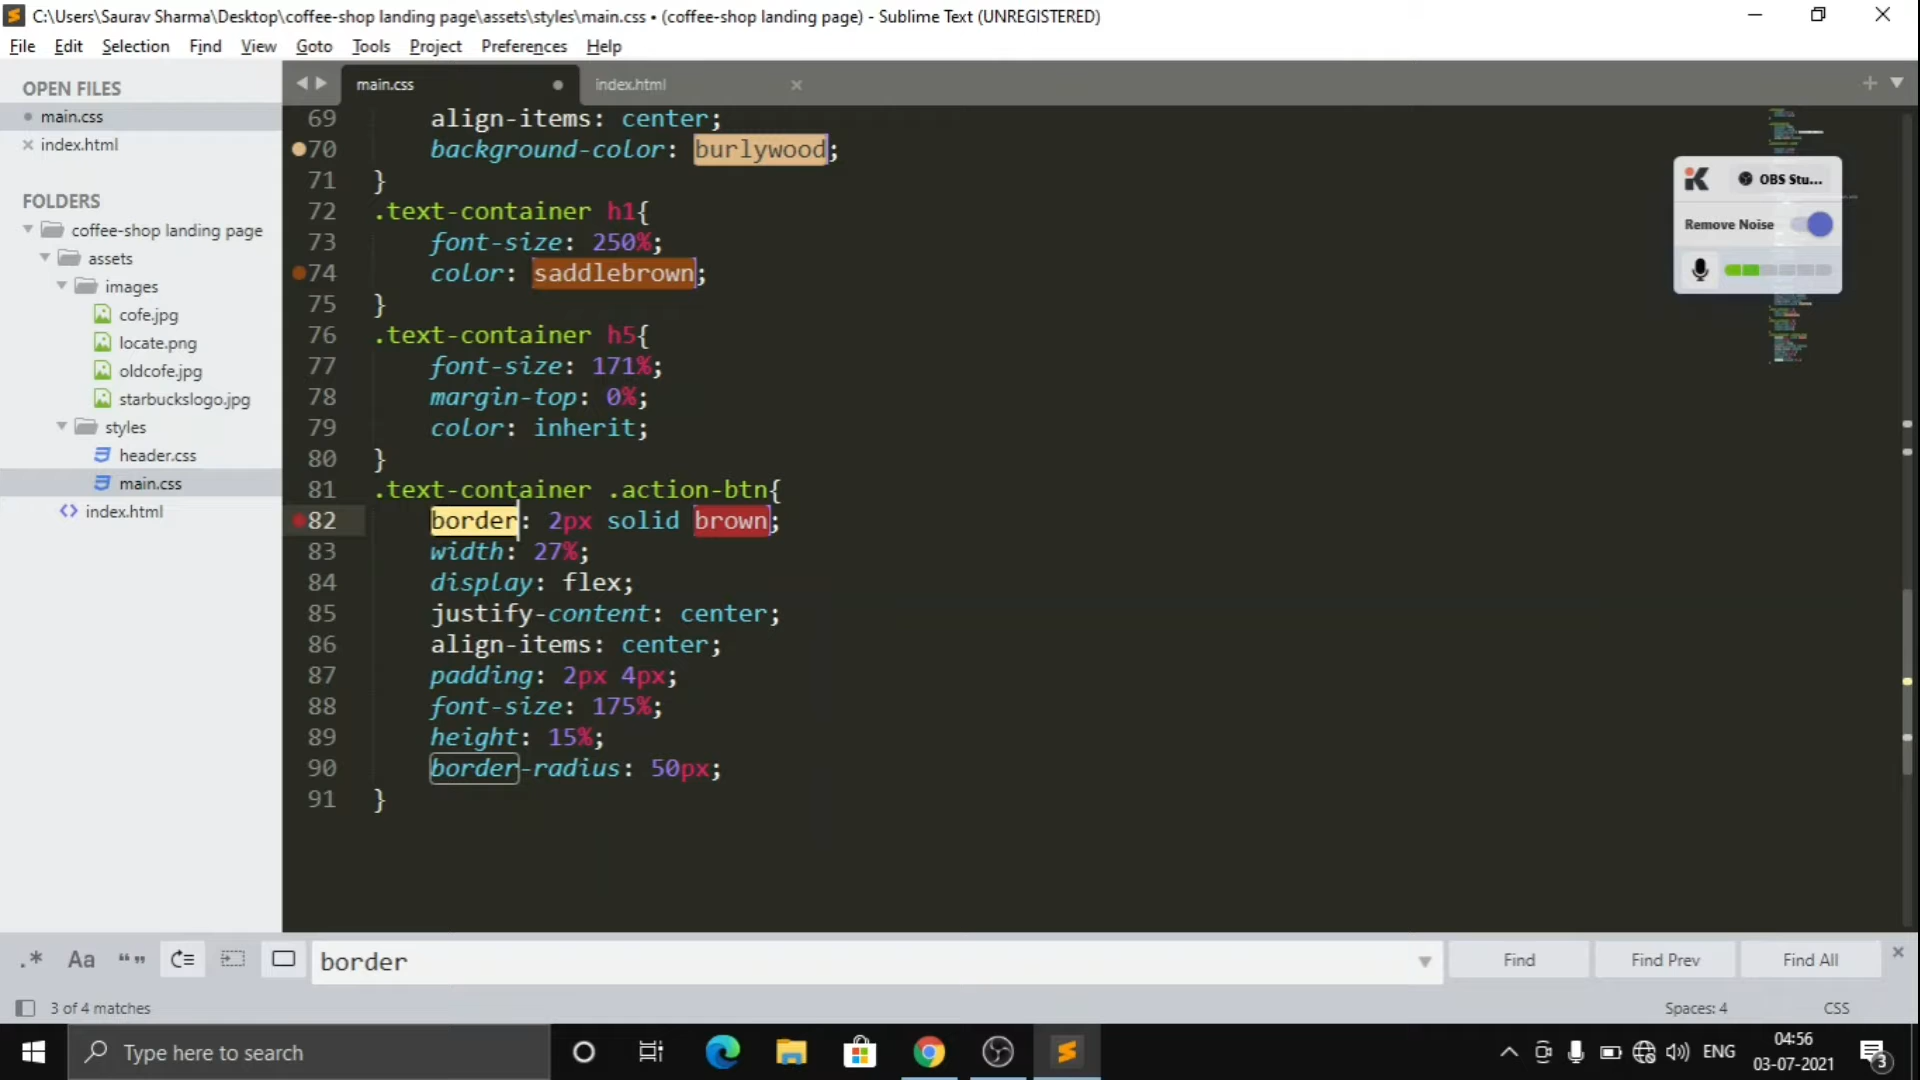 C:\Users\Saurav Sharma\Desktop\coffee-shop landing page\assets\styles\main.css • (coffee-shop landing page) - Sublime Text (UNREGISTERED)
File Edit Selection Find View Goto Tools Project Preferences Help
OPEN FILES
main.css
index.html
FOLDERS
coffee-shop landing page
assets
images
cofe.jpg
locate.png
oldcofe.jpg
starbuckslogo.jpg
styles
header.css
main.css
index.html
main.css index.html
69 align-items: center;
70 background-color: burlywood;
71 }
72 .text-container h1{
73 font-size: 250%;
74 color: saddlebrown;
75 }
76 .text-container h5{
77 font-size: 171%;
78 margin-top: 0%;
79 color: inherit;
80 }
81 .text-container .action-btn{
82 border: 2px solid brown;
83 width: 27%;
84 display: flex;
85 justify-content: center;
86 align-items: center;
87 padding: 2px 4px;
88 font-size: 175%;
89 height: 15%;
90 border-radius: 50px;
91 }
OBS Stu...
Remove Noise
.* Aa “” border Find Find Prev Find All
3 of 4 matches Spaces: 4 CSS
Type here to search
ENG
04:56
03-07-2021
3